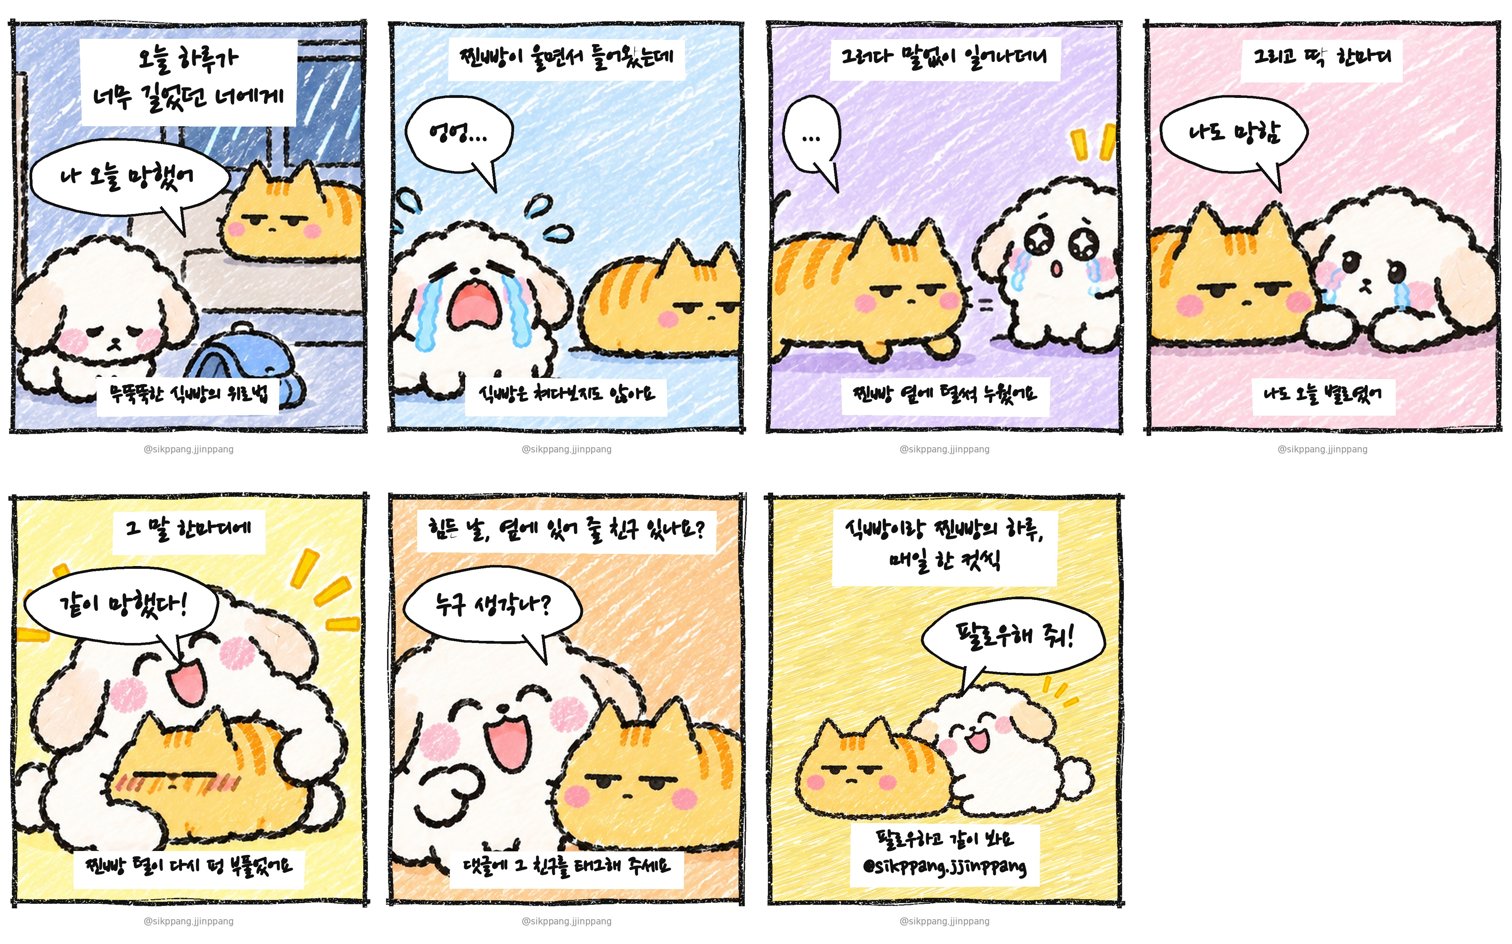 오늘 하루가
너무 길었던 너에게
나 오늘 망했어
무뚝뚝한 식빵의 위로법
@sikppang.jjinppang
찐빵이 울면서 들어왔는데
엉엉...
식빵은 쳐다보지도 않아요
@sikppang.jjinppang
그러다 말없이 일어나더니
...
찐빵 옆에 털썩 누웠어요
@sikppang.jjinppang
그리고 딱 한마디
나도 망함
나도 오늘 별로였어
@sikppang.jjinppang
그 말 한마디에
같이 망했다!
찐빵 털이 다시 펑 부풀었어요
@sikppang.jjinppang
힘든 날, 옆에 있어 줄 친구 있나요?
누구 생각나?
댓글에 그 친구를 태그해 주세요
@sikppang.jjinppang
식빵이랑 찐빵의 하루,
매일 한 컷씩
팔로우해 줘!
팔로우하고 같이 봐요
@sikppang.jjinppang
@sikppang.jjinppang